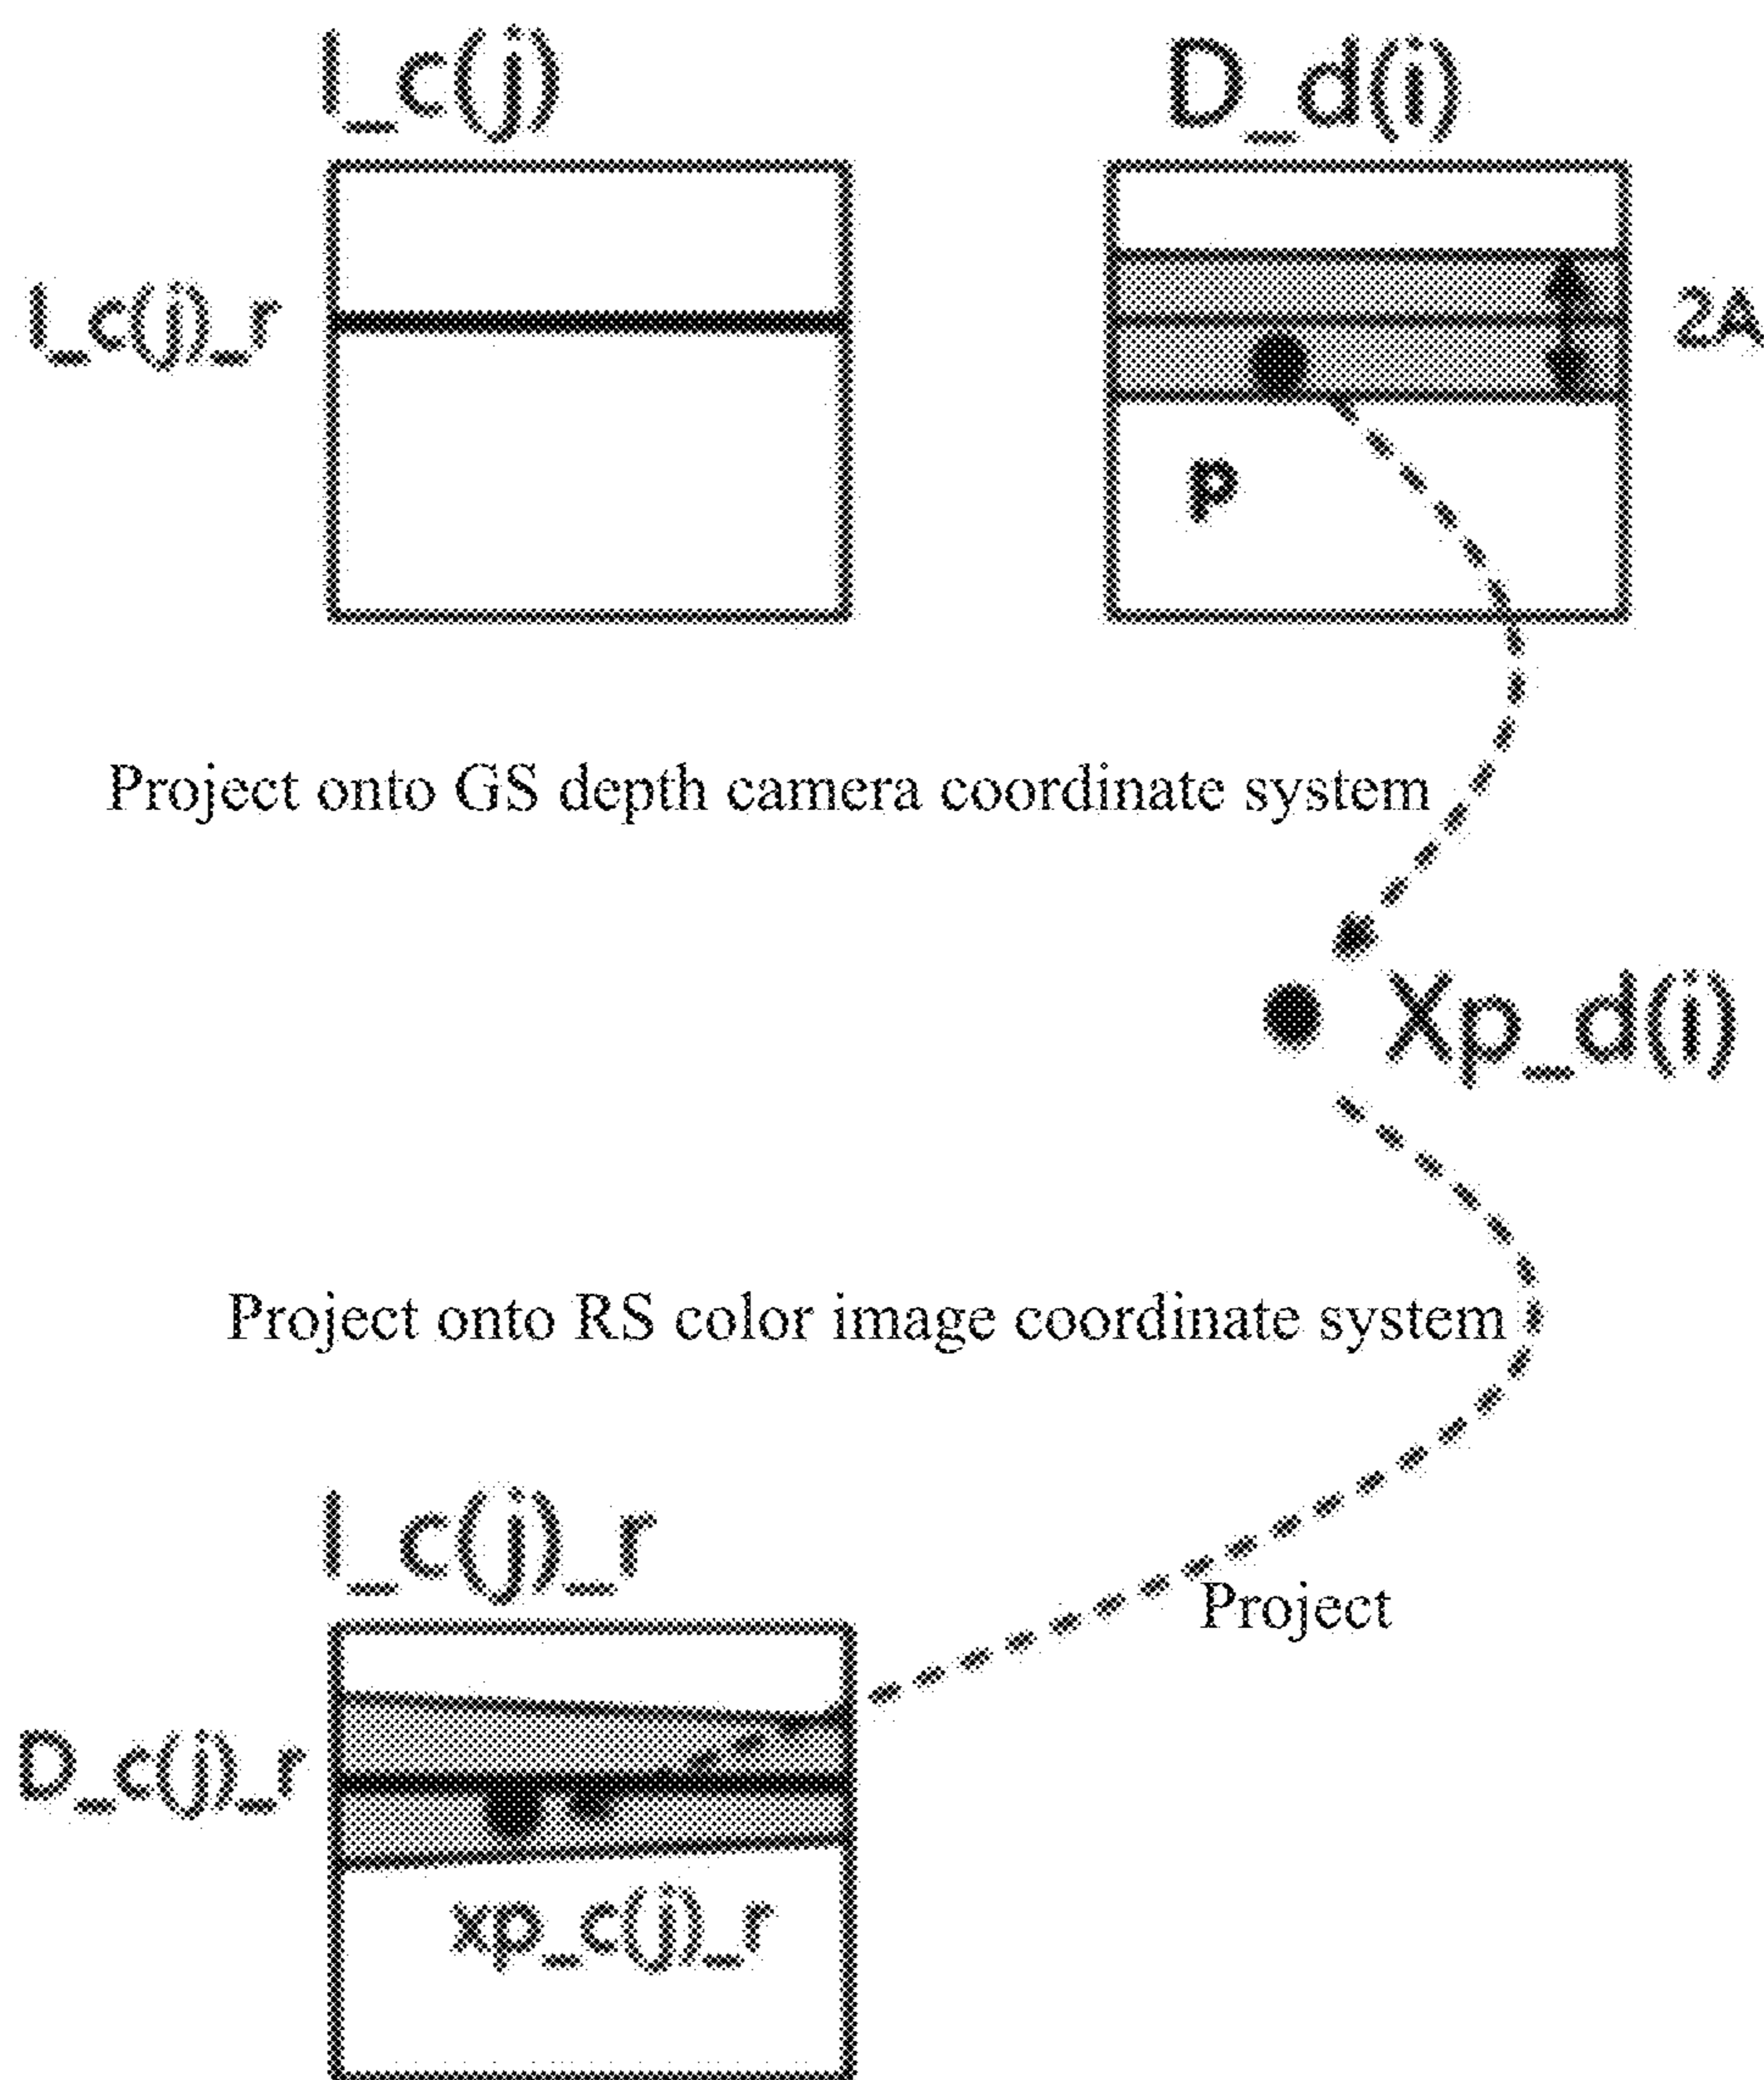 I_c(j)
D_d(i)
I_c(j)_r
2A
p
Project onto GS depth camera coordinate system
Xp_d(i)
Project onto RS color image coordinate system
I_c(j)_r
Project
D_c(j)_r
xp_c(j)_r